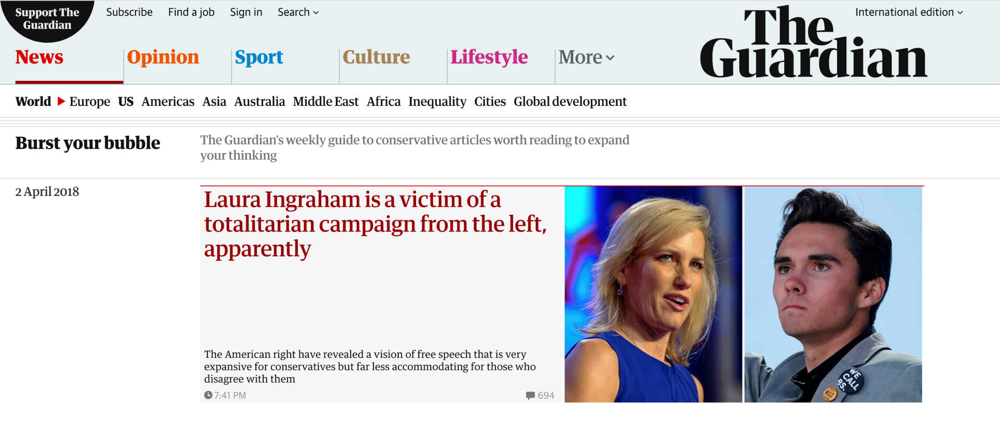 Support The
Guardian
Subscribe Find a job Sign in Search
International edition
The
Guardian
News Opinion Sport Culture Lifestyle More
World Europe US Americas Asia Australia Middle East Africa Inequality Cities Global development
Burst your bubble
The Guardian's weekly guide to conservative articles worth reading to expand
your thinking
2 April 2018
Laura Ingraham is a victim of a
totalitarian campaign from the left,
apparently
The American right have revealed a vision of free speech that is very
expansive for conservatives but far less accommodating for those who
disagree with them
7:41 PM
694
WE
CALL
BS.